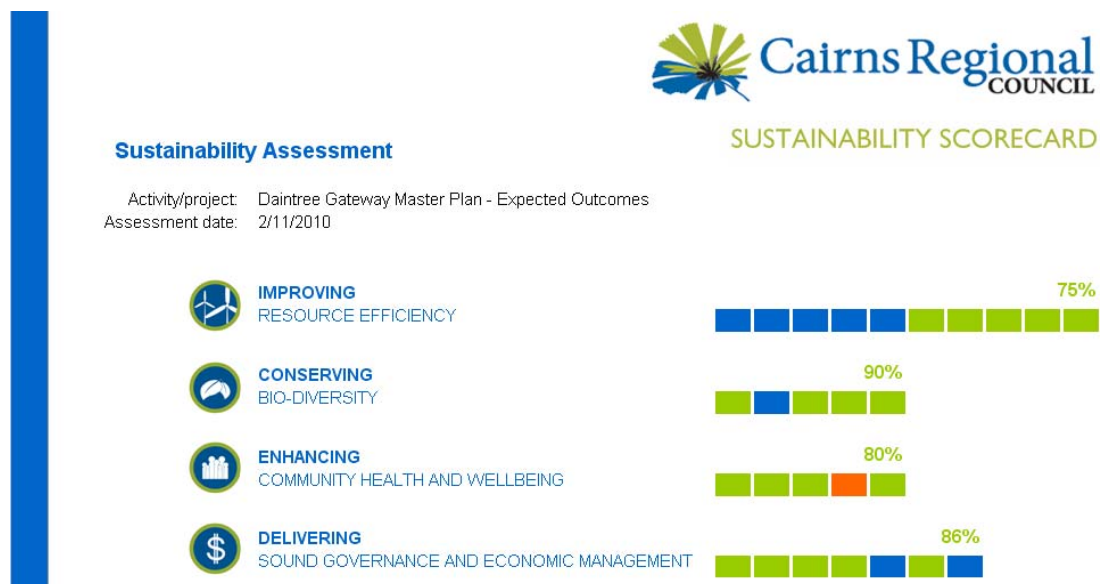 Cairns Regional
COUNCIL
SUSTAINABILITY SCORECARD
Sustainability Assessment
Activity/project: Daintree Gateway Master Plan - Expected Outcomes
Assessment date: 2/11/2010
IMPROVING
RESOURCE EFFICIENCY
75%
CONSERVING
BIO-DIVERSITY
90%
ENHANCING
COMMUNITY HEALTH AND WELLBEING
80%
$
DELIVERING
SOUND GOVERNANCE AND ECONOMIC MANAGEMENT
86%